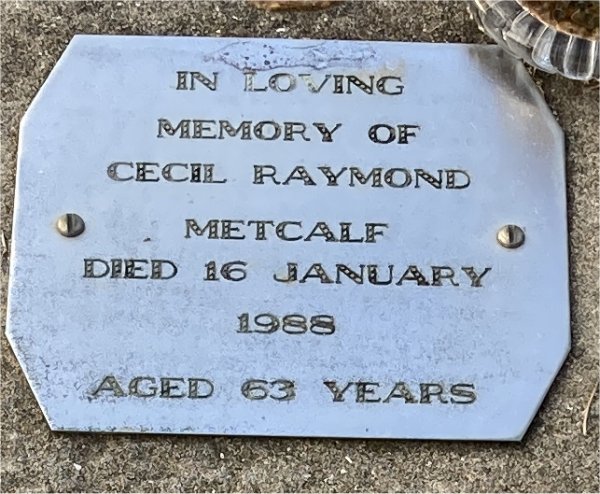 IN LOVING
MEMORY OF
CECIL RAYMOND
METCALF
DIED 16 JANUARY
1988
AGED 63 YEARS